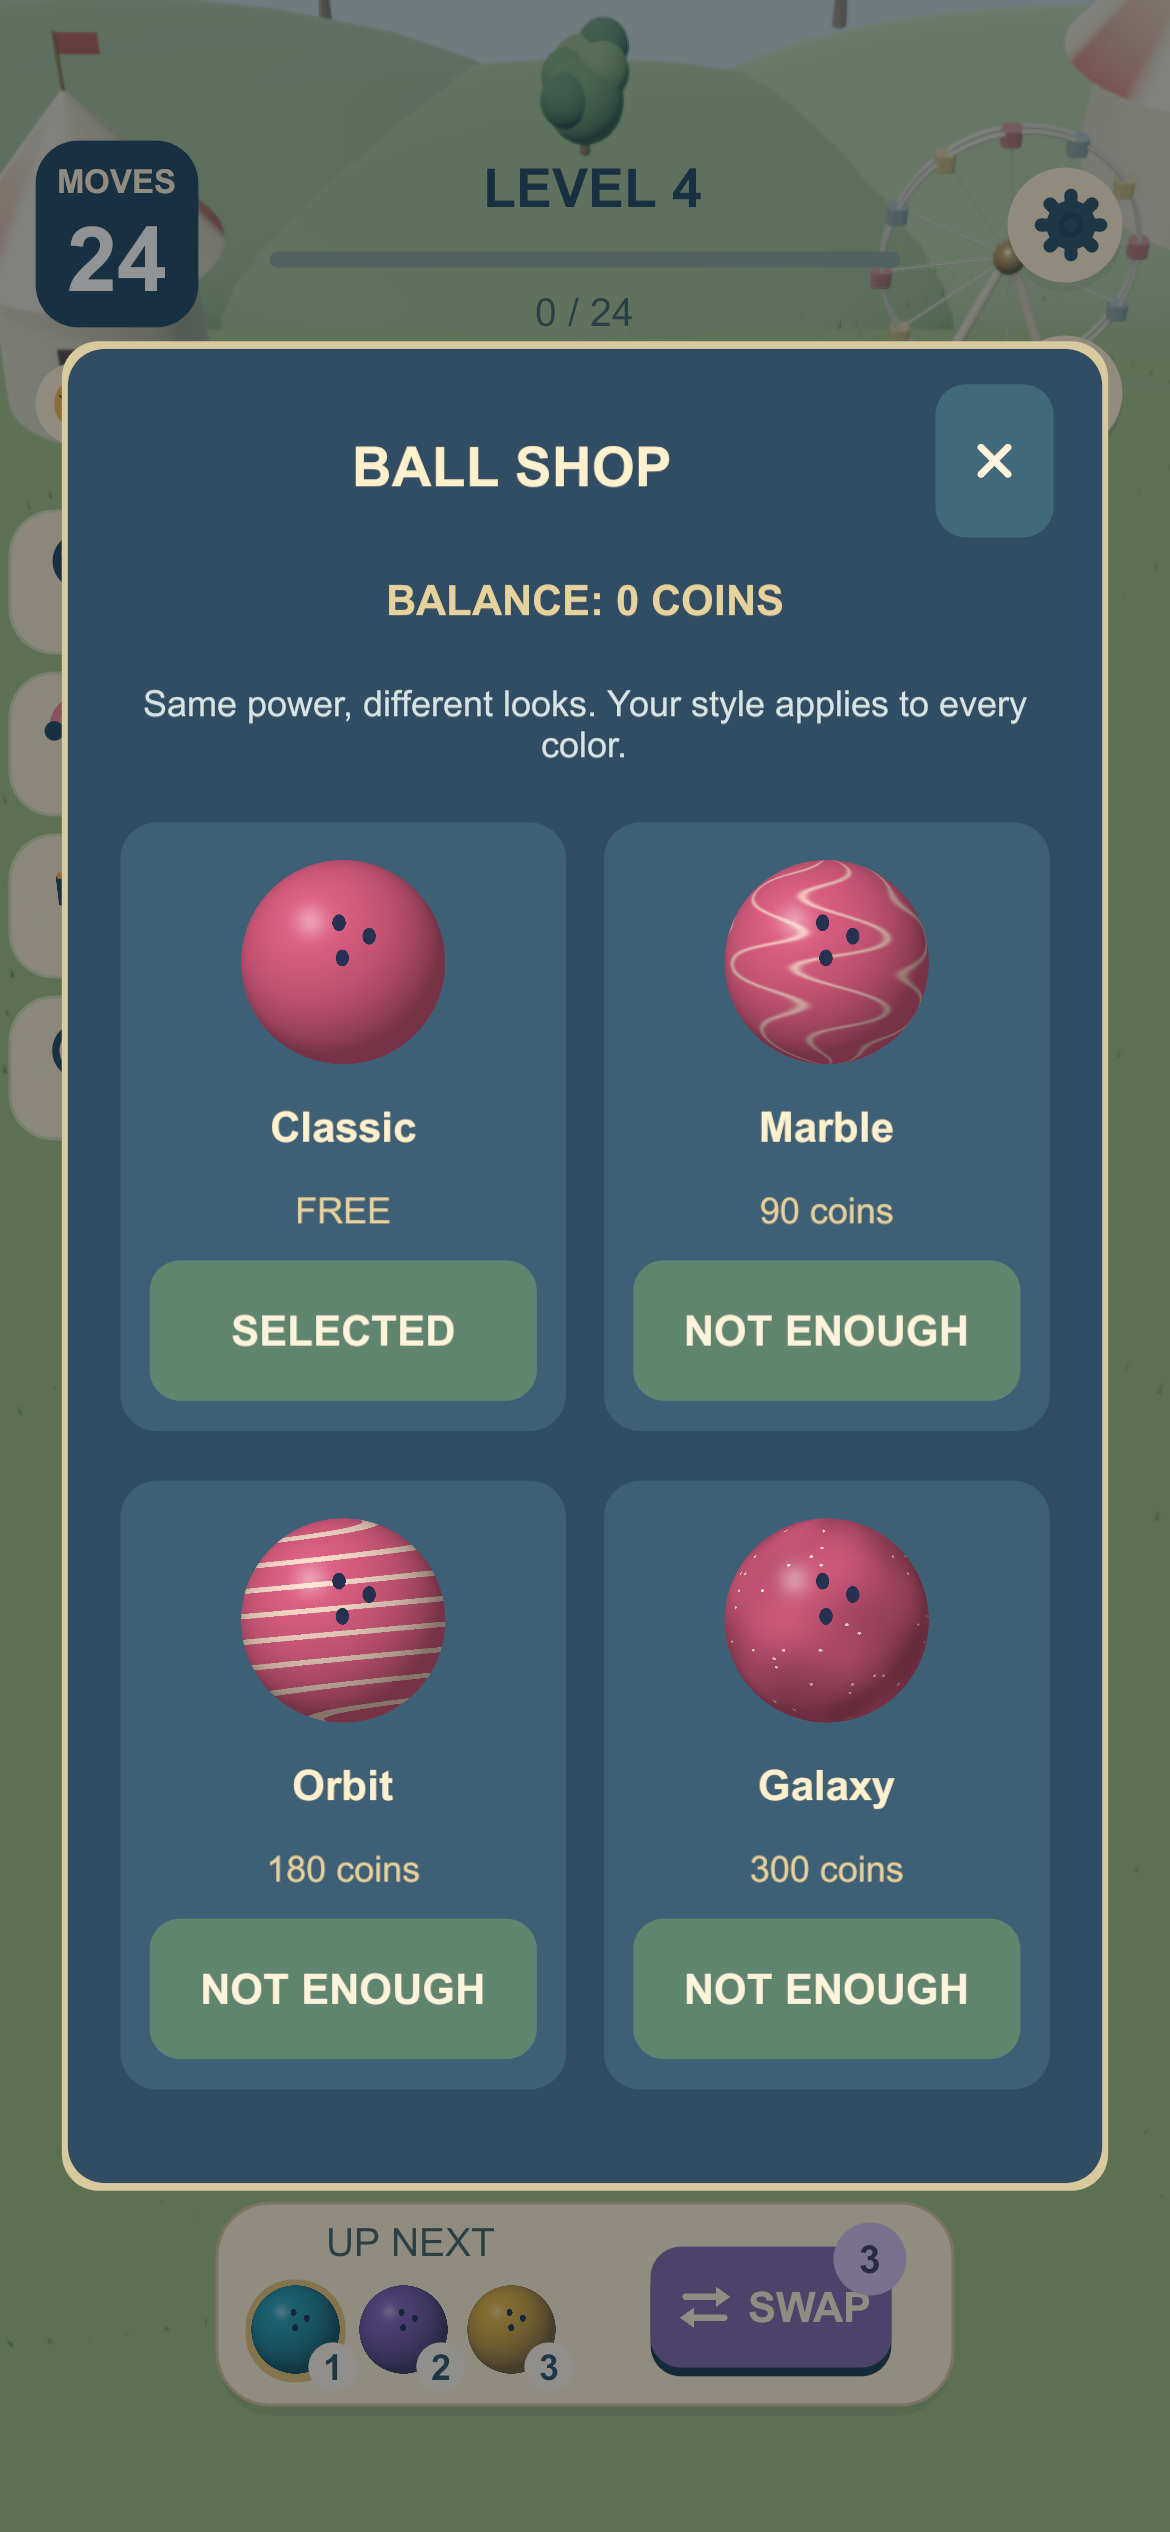 MOVES
24
LEVEL 4
0 / 24
BALL SHOP
BALANCE: 0 COINS
Same power, different looks. Your style applies to every
color.
Classic
FREE
SELECTED
Marble
90 coins
NOT ENOUGH
Orbit
180 coins
NOT ENOUGH
Galaxy
300 coins
NOT ENOUGH
UP NEXT
1
2
3
SWAP
3